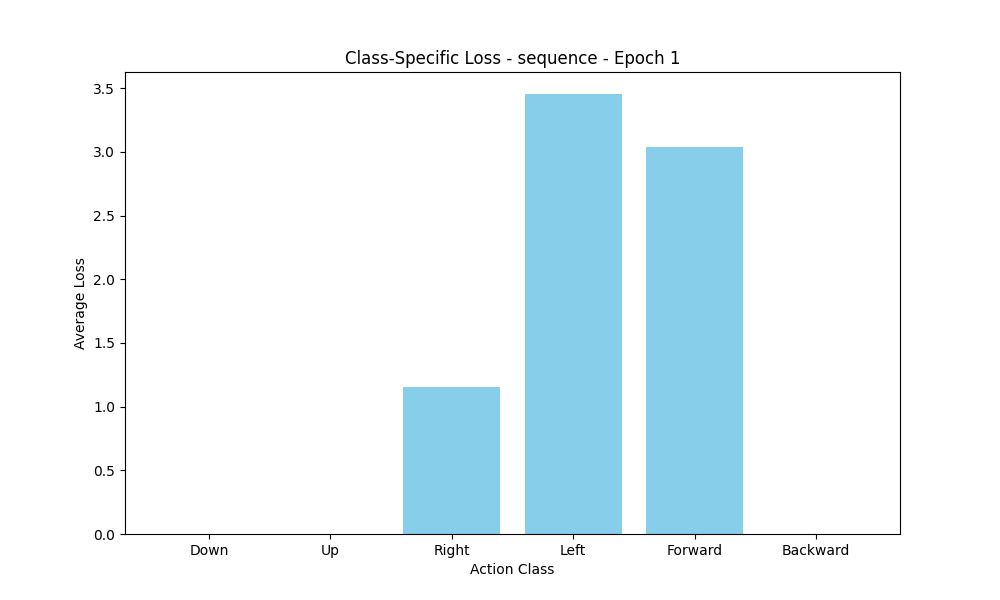 Class-Specific Loss - sequence - Epoch 1
3.5
3.0
2.5
2.0
1.5
1.0
0.5
0.0
Average Loss
Down Up Right Left Forward Backward
Action Class